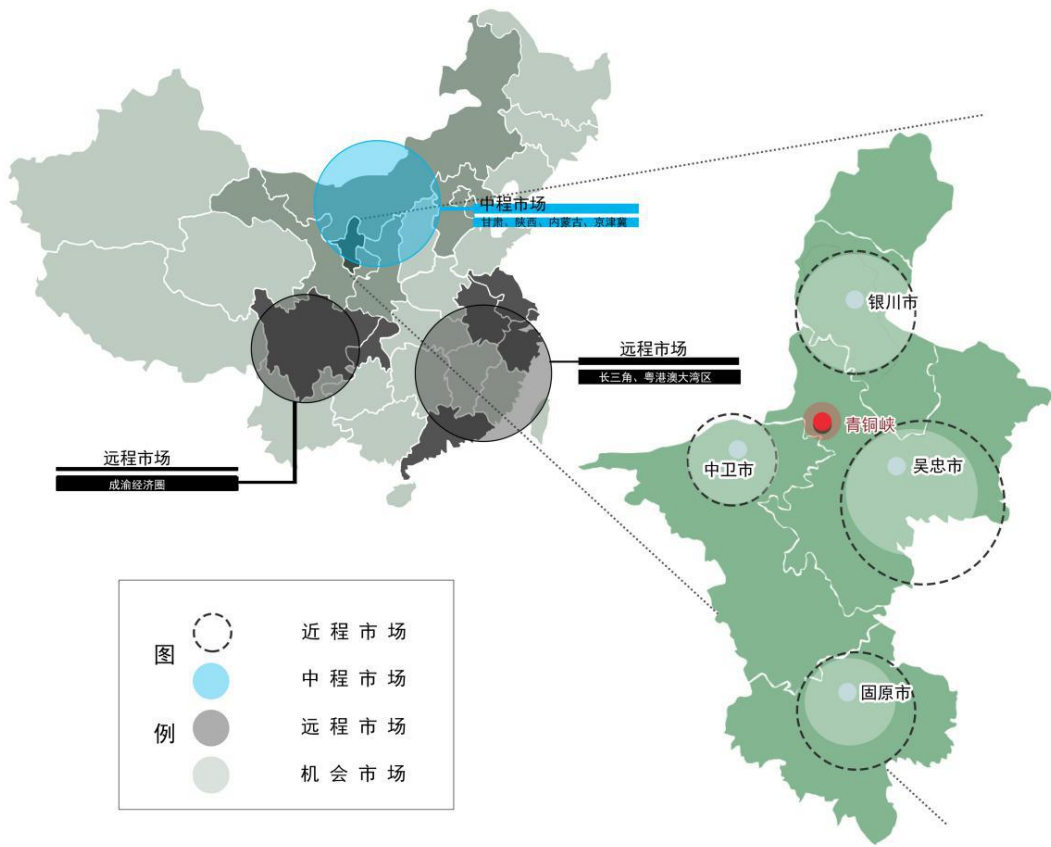 中程市场
甘肃、陕西、内蒙古、京津冀
银川市
远程市场
长三角、粤港澳大湾区
青铜峡
中卫市
吴忠市
远程市场
成渝经济圈
图例
近程市场
中程市场
远程市场
机会市场
固原市